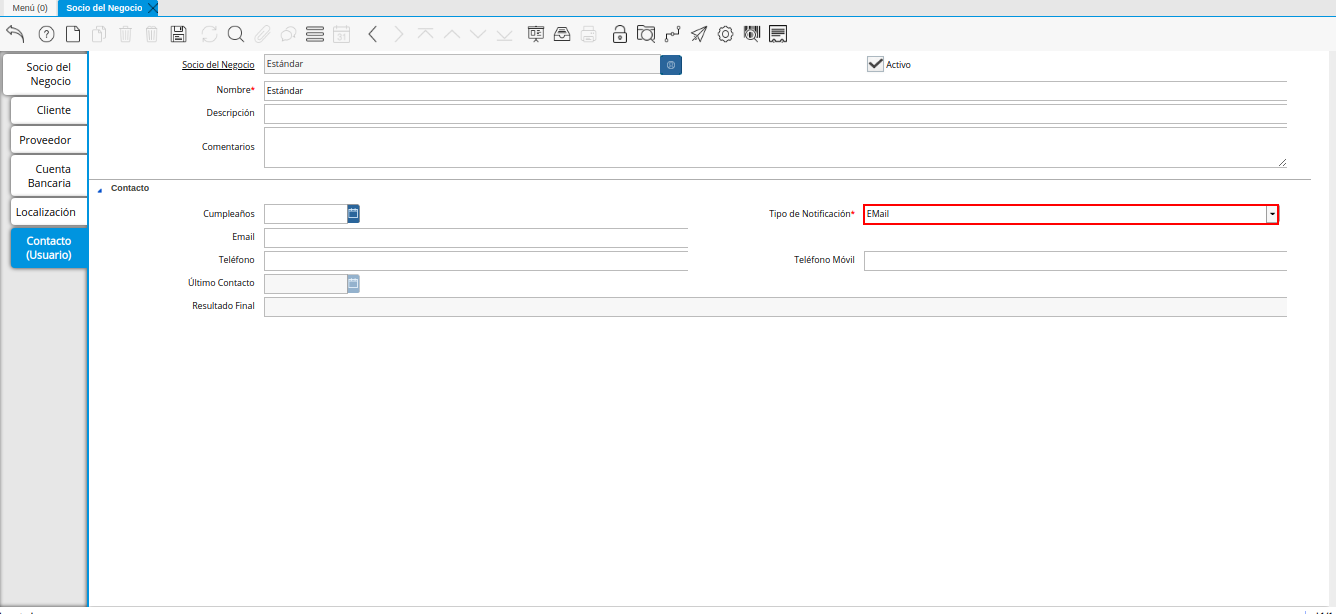 Menú (0)
Socio del Negocio
31
Socio del
Negocio
Cliente
Proveedor
Cuenta
Bancaria
Localización
Contacto
(Usuario)
Socio del Negocio
Estándar
Activo
Nombre*
Estándar
Descripción
Comentarios
Contacto
Cumpleaños
Tipo de Notificación*
EMail
Email
Teléfono
Teléfono Móvil
Último Contacto
Resultado Final